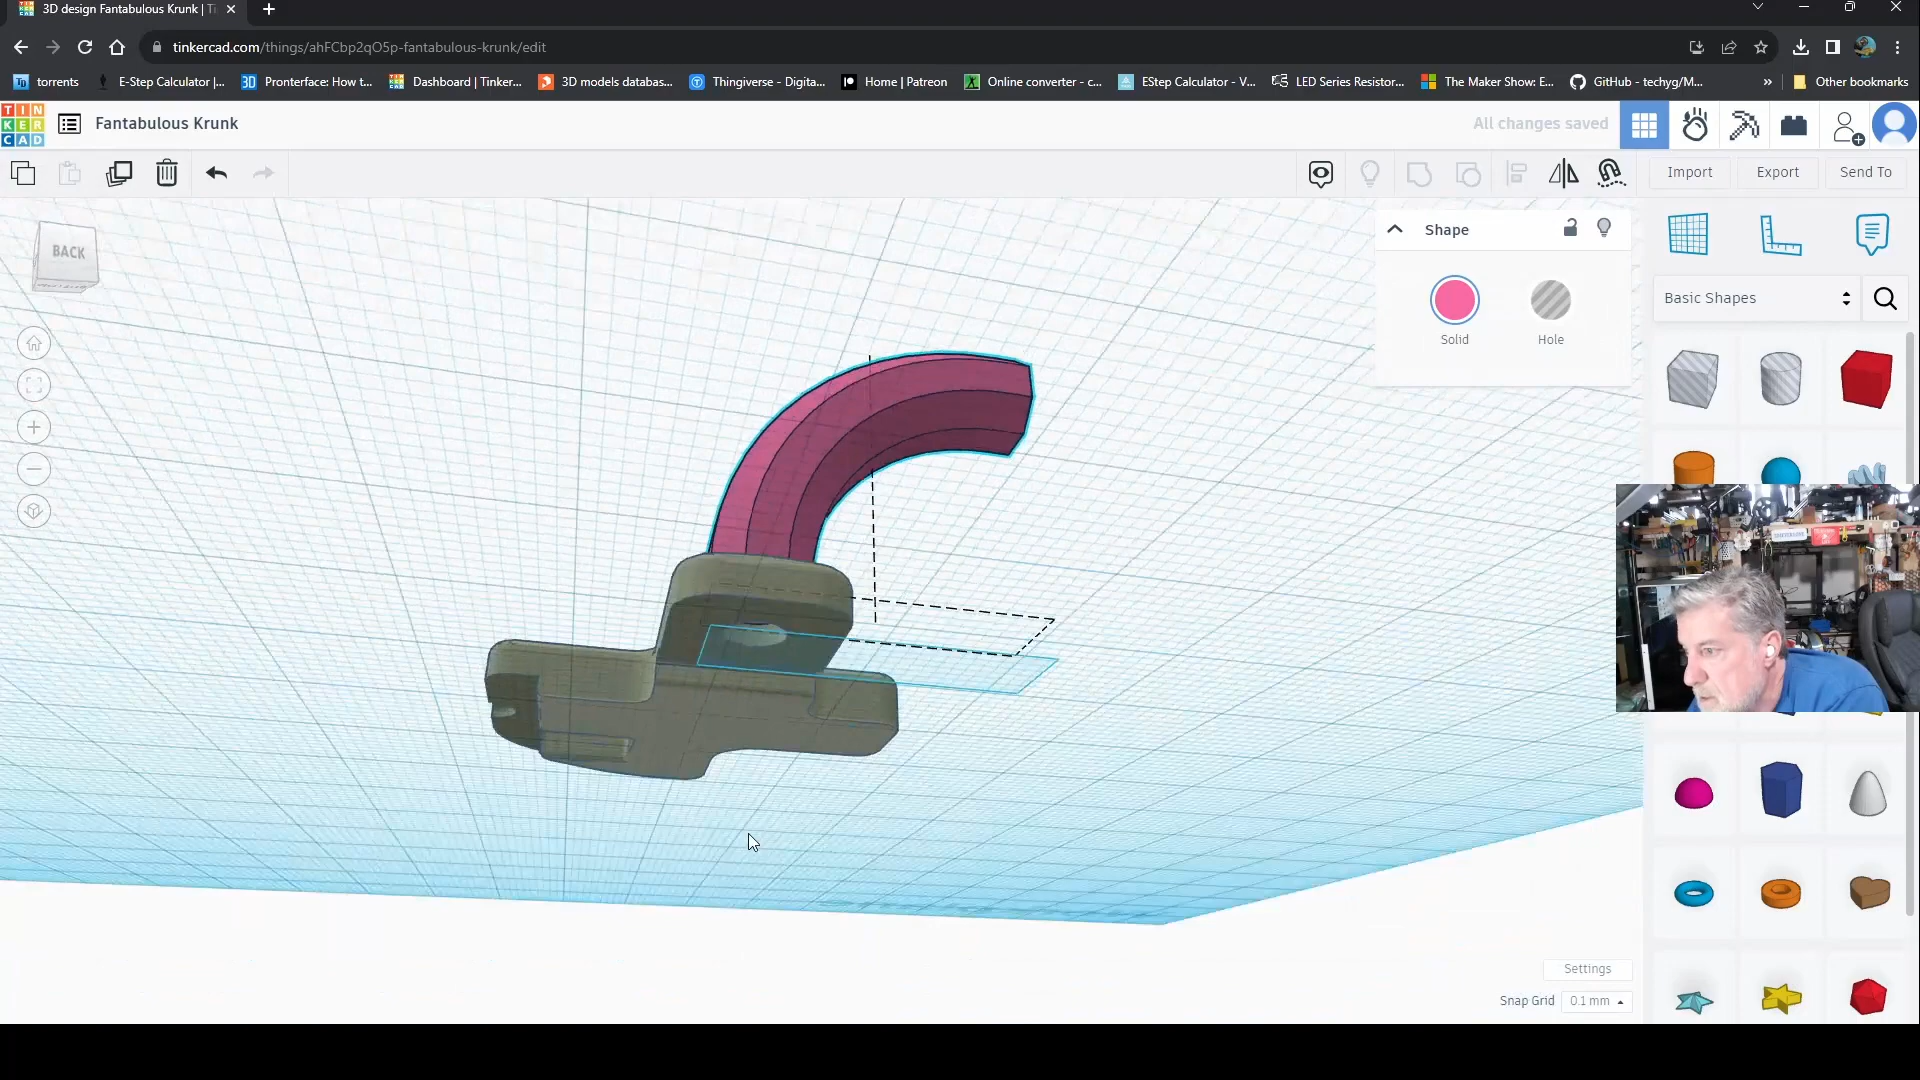 3D design Fantabulous Krunk | Ti
tinkercad.com/things/ahFCbp2qO5p-fantabulous-krunk/edit
torrents
E-Step Calculator |...
Pronterface: How t...
Dashboard | Tinker...
3D models databas...
Thingiverse - Digita...
Home | Patreon
Online converter - c...
EStep Calculator - V...
LED Series Resistor...
The Maker Show: E...
GitHub - techyg/M...
»
Other bookmarks
TIN
KER
CAD
Fantabulous Krunk
All changes saved
Import
Export
Send To
BACK
Shape
Solid
Hole
Basic Shapes
Settings
Snap Grid
0.1 mm